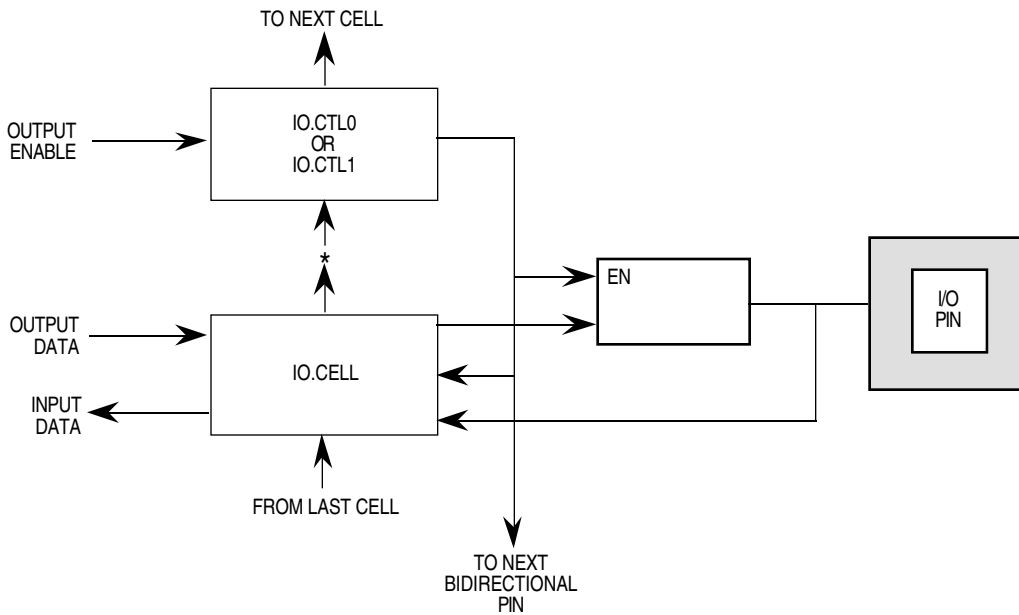 TO NEXT CELL
OUTPUT
ENABLE
IO.CTL0
OR
IO.CTL1
*
EN
I/O
PIN
OUTPUT
DATA
IO.CELL
INPUT
DATA
FROM LAST CELL
TO NEXT
BIDIRECTIONAL
PIN